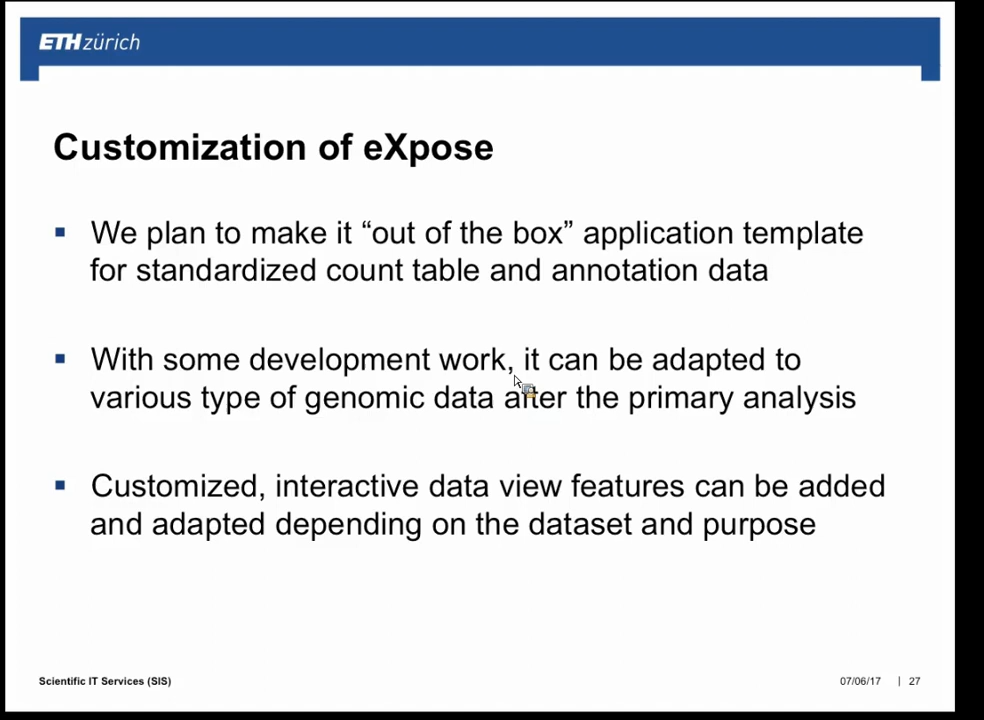 ETH zürich
Customization of eXpose
▪ We plan to make it “out of the box” application template
for standardized count table and annotation data
▪ With some development work, it can be adapted to
various type of genomic data after the primary analysis
▪ Customized, interactive data view features can be added
and adapted depending on the dataset and purpose
Scientific IT Services (SIS)
07/06/17 | 27